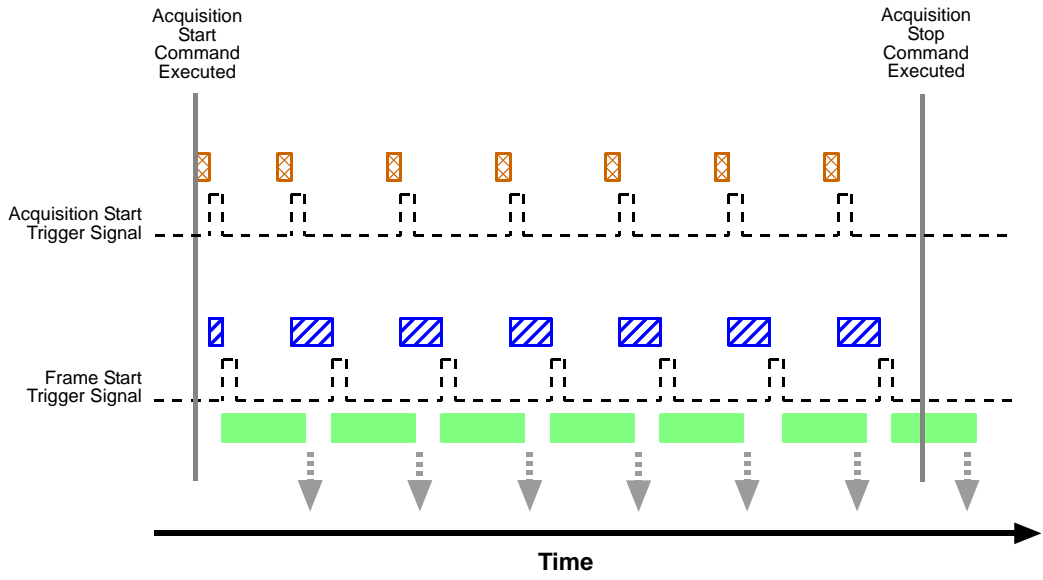 Acquisition
Start
Command
Executed
Acquisition
Stop
Command
Executed
Acquisition Start
Trigger Signal
Frame Start
Trigger Signal
Time